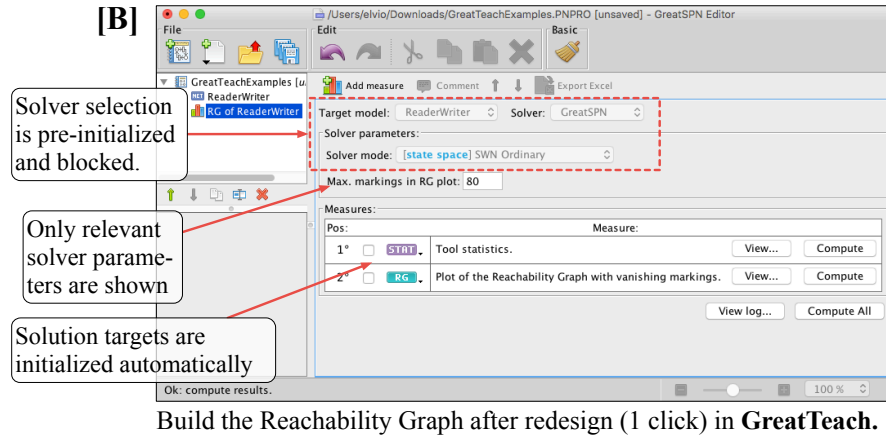 [B]
/Users/elvio/Downloads/GreatTeachExamples.PNPRO [unsaved] - GreatSPN Editor
File
Edit
Basic
GreatTeachExamples [u
NET ReaderWriter
RG of ReaderWriter
Add measure
Comment
Export Excel
Solver selection
is pre-initialized
and blocked.
Target model: ReaderWriter Solver: GreatSPN
Solver parameters:
Solver mode: [state space] SWN Ordinary
Max. markings in RG plot: 80
Only relevant
solver parame-
ters are shown
Measures:
Pos: Measure:
1° STAT Tool statistics. View... Compute
2° RG Plot of the Reachability Graph with vanishing markings. View... Compute
View log... Compute All
Solution targets are
initialized automatically
Ok: compute results.
100 %
Build the Reachability Graph after redesign (1 click) in GreatTeach.